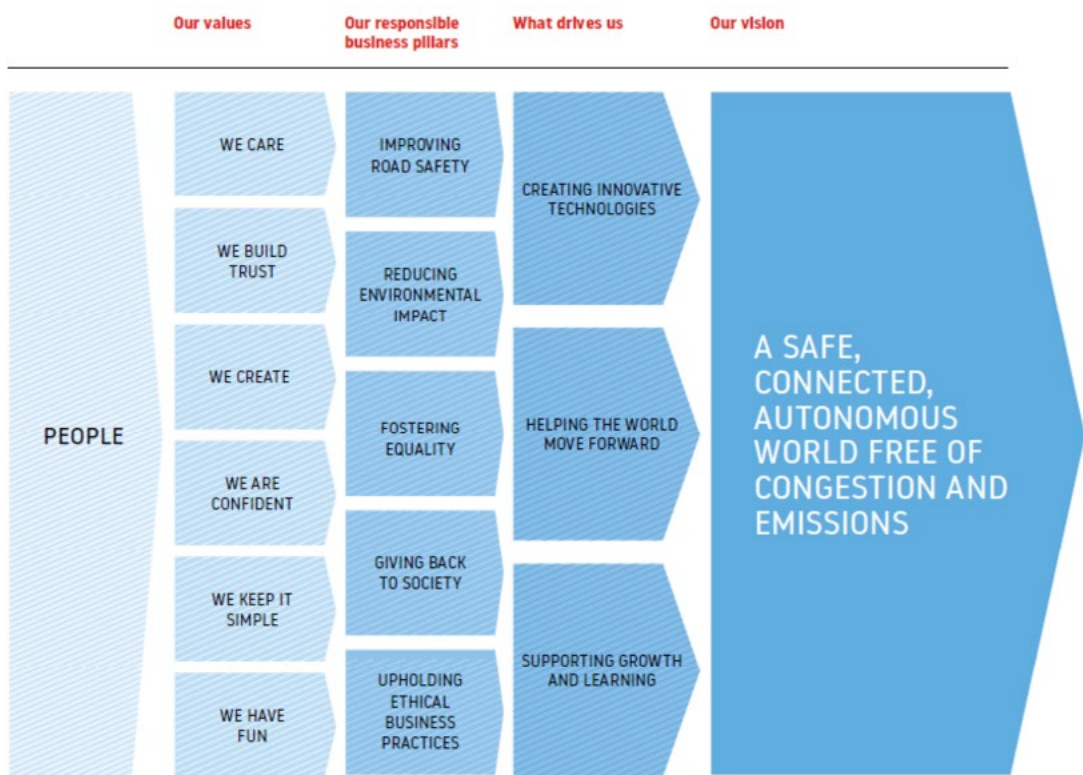 Our values
Our responsible
business pillars
What drives us
Our vision
PEOPLE
WE CARE
WE BUILD
TRUST
WE CREATE
WE ARE
CONFIDENT
WE KEEP IT
SIMPLE
WE HAVE
FUN
IMPROVING
ROAD SAFETY
REDUCING
ENVIRONMENTAL
IMPACT
FOSTERING
EQUALITY
GIVING BACK
TO SOCIETY
UPHOLDING
ETHICAL
BUSINESS
PRACTICES
CREATING INNOVATIVE
TECHNOLOGIES
HELPING THE WORLD
MOVE FORWARD
SUPPORTING GROWTH
AND LEARNING
A SAFE,
CONNECTED,
AUTONOMOUS
WORLD FREE OF
CONGESTION AND
EMISSIONS